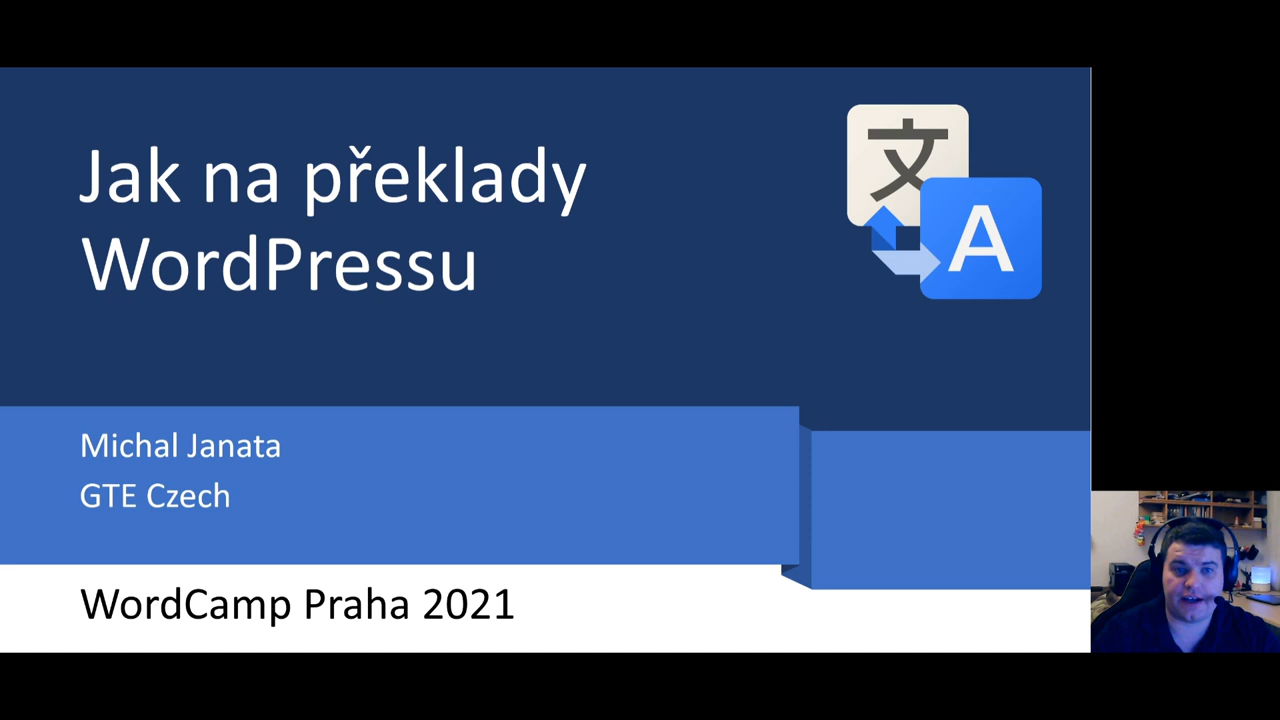 Jak na překlady
WordPressu
文
A
Michal Janata
GTE Czech
WordCamp Praha 2021